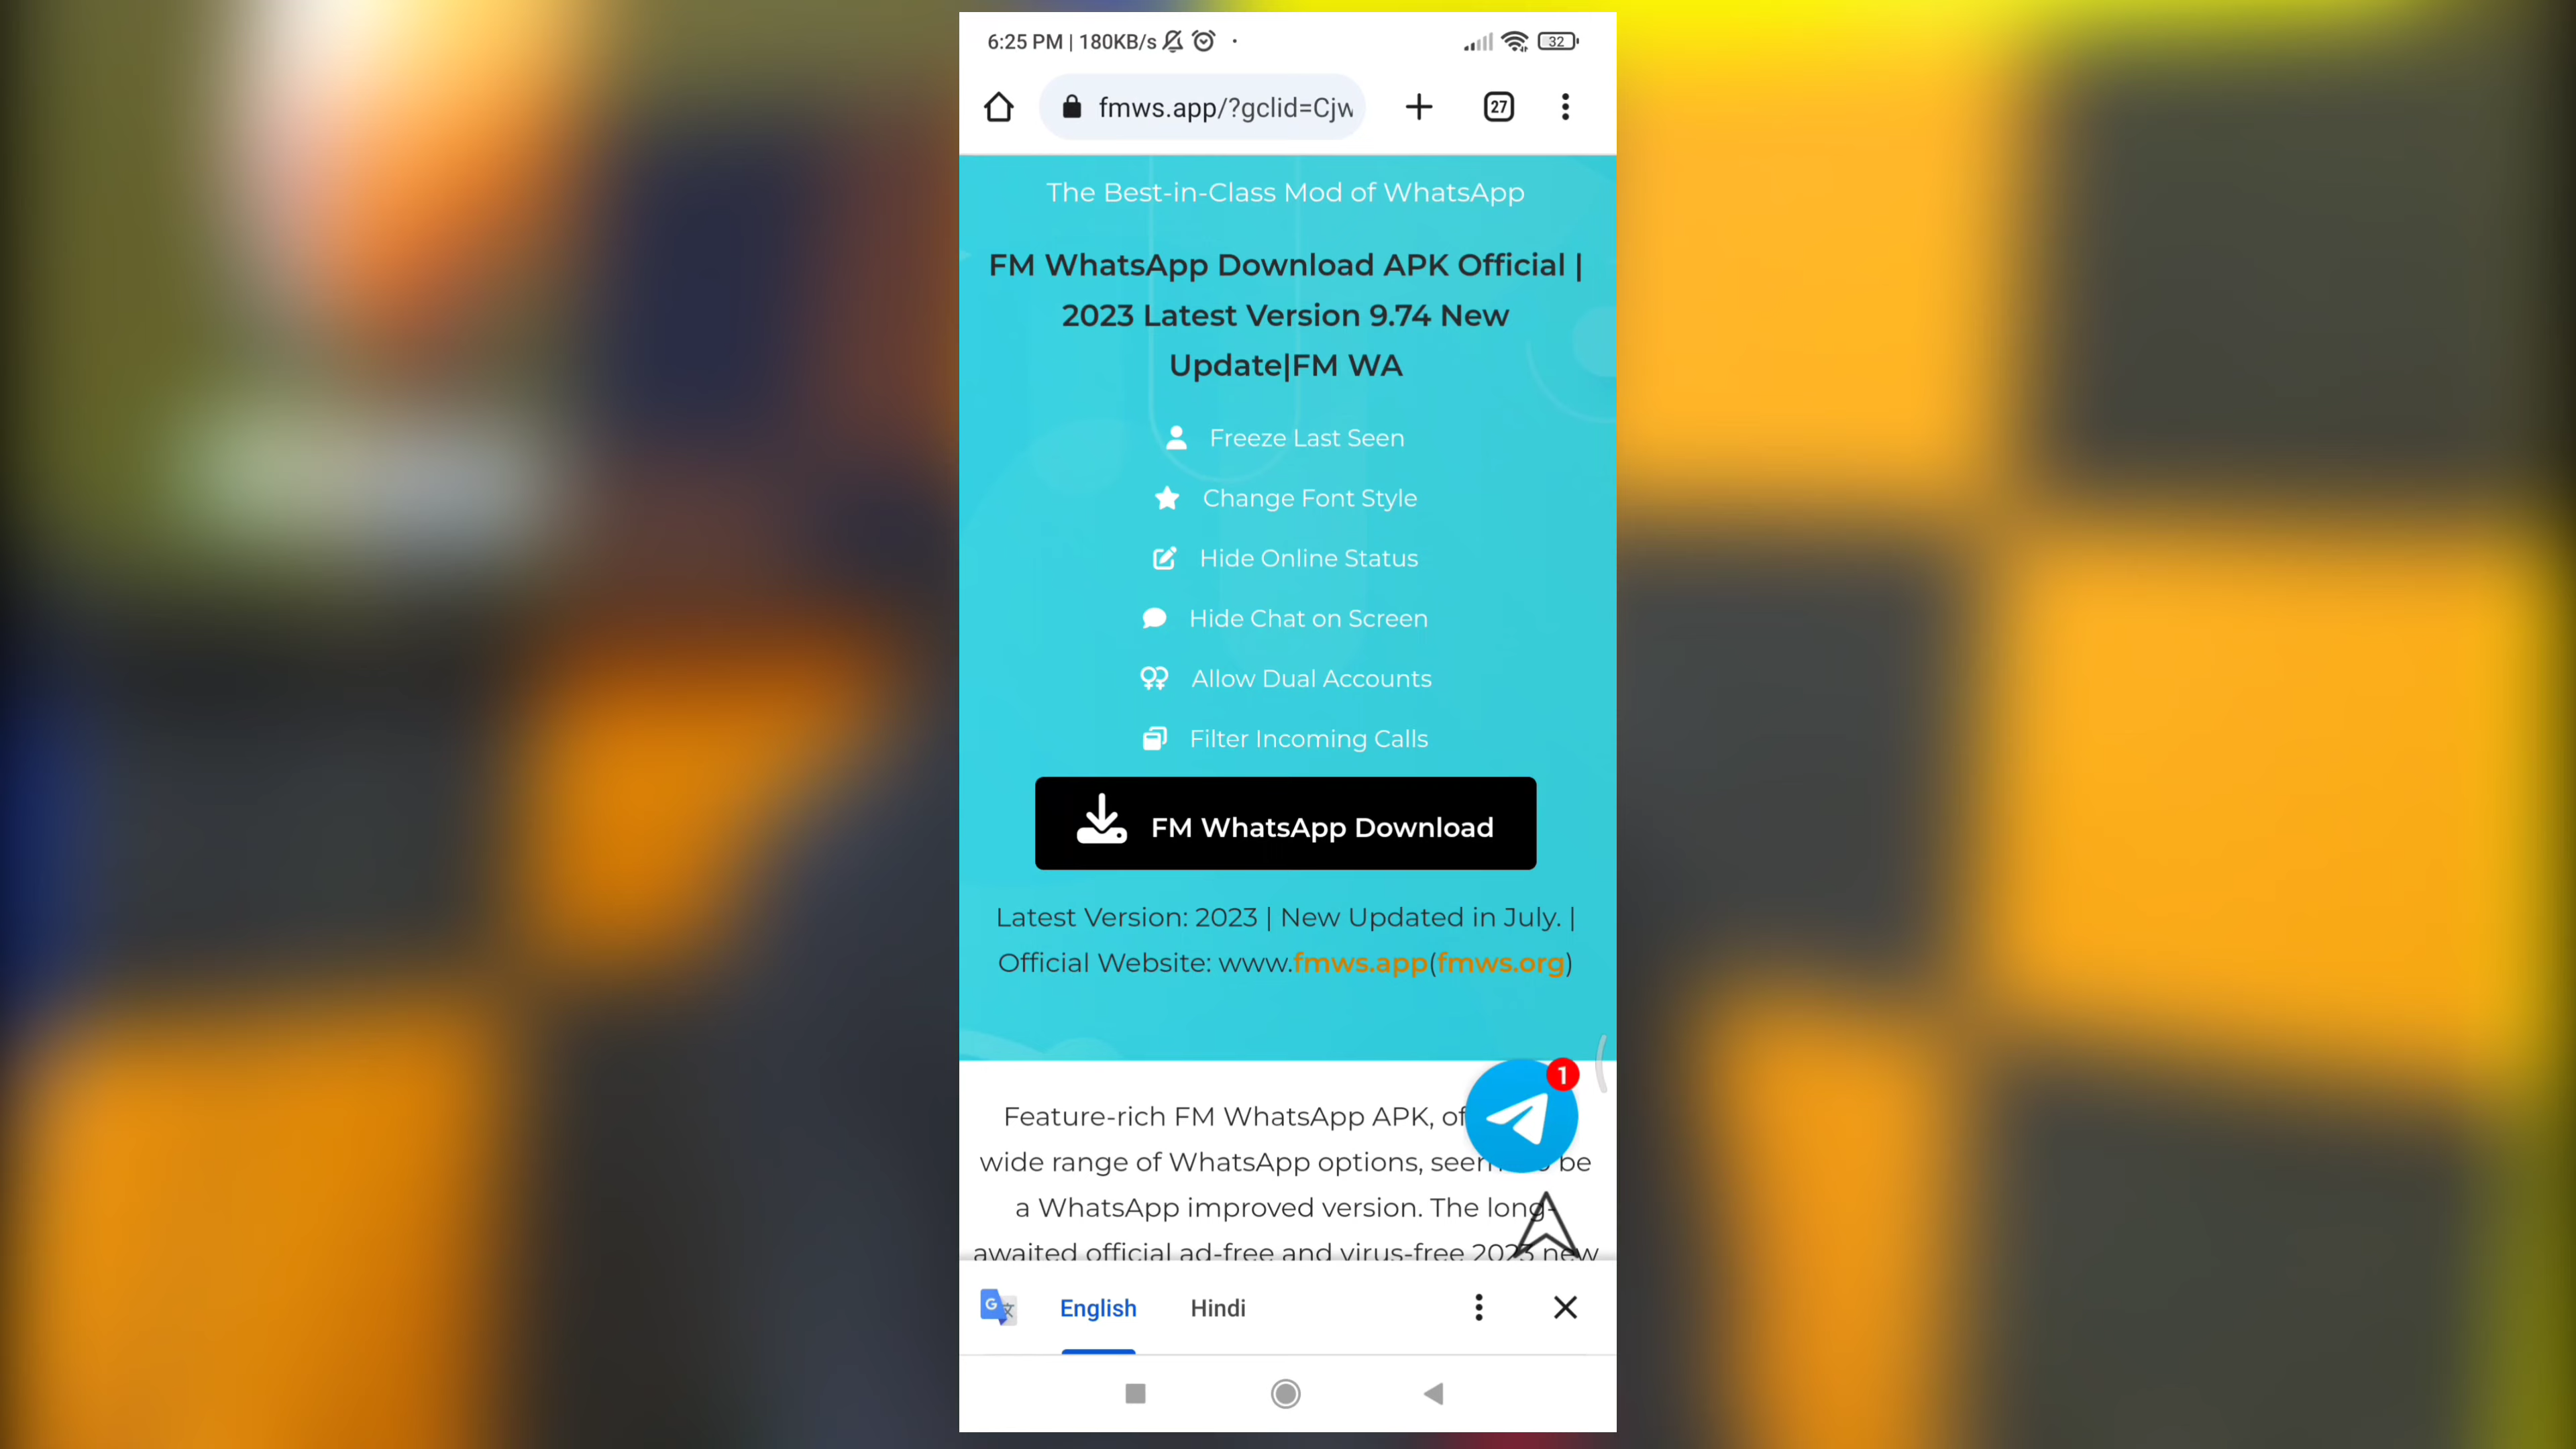 6:25 PM | 180KB/s
32
fmws.app/?gclid=Cjw
27
The Best-in-Class Mod of WhatsApp
FM WhatsApp Download APK Official |
2023 Latest Version 9.74 New
Update|FM WA
Freeze Last Seen
Change Font Style
Hide Online Status
Hide Chat on Screen
Allow Dual Accounts
Filter Incoming Calls
FM WhatsApp Download
Latest Version: 2023 | New Updated in July. |
Official Website: www.fmws.app(fmws.org)
1
Feature-rich FM WhatsApp APK, of
wide range of WhatsApp options, be
a WhatsApp improved version. The long-
awaited official ad-free and virus-free 2023 new
English Hindi